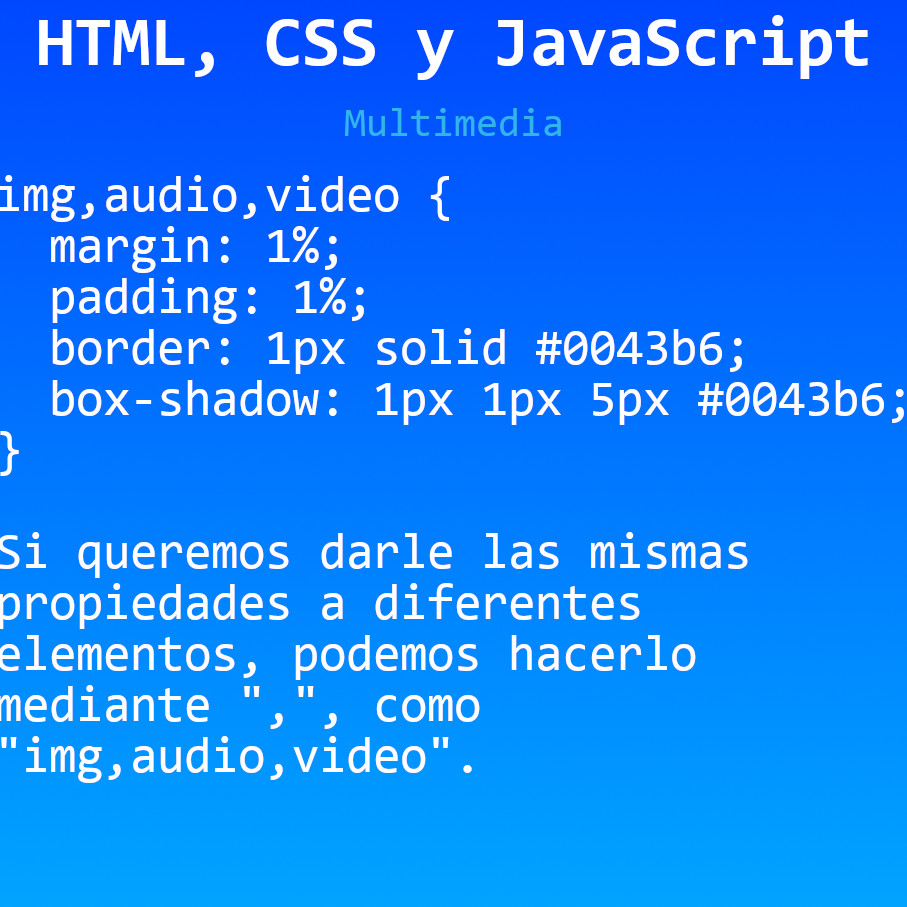 HTML, CSS y JavaScript
Multimedia
img,audio,video {
  margin: 1%;
  padding: 1%;
  border: 1px solid #0043b6;
  box-shadow: 1px 1px 5px #0043b6;
}
Si queremos darle las mismas
propiedades a diferentes
elementos, podemos hacerlo
mediante ",", como
"img,audio,video".